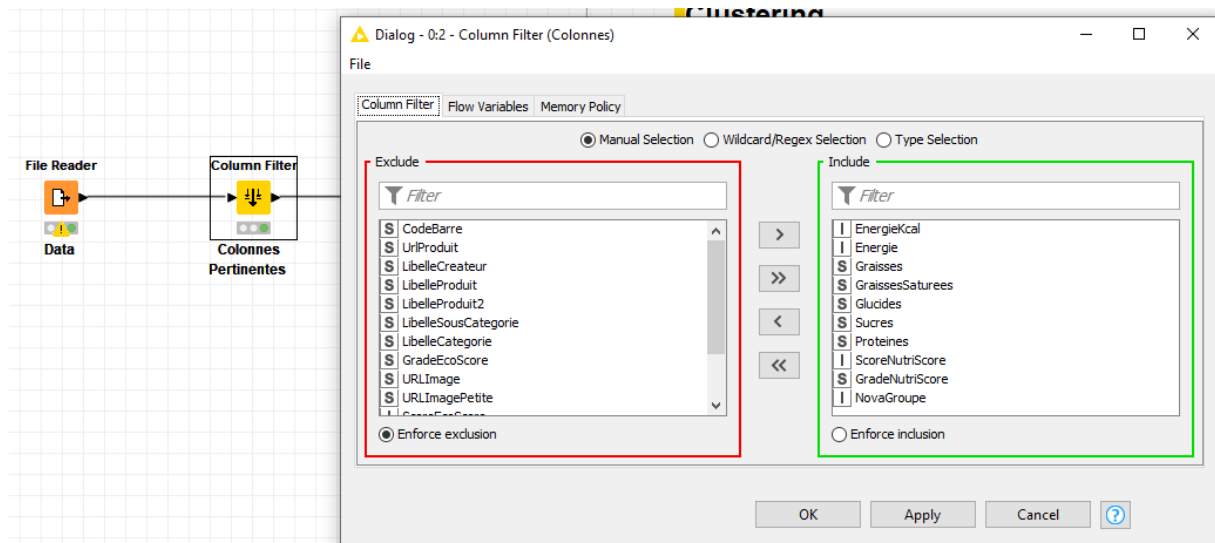 Clustering
Dialog - 0:2 - Column Filter (Colonnes)
File
Column Filter Flow Variables Memory Policy
Manual Selection Wildcard/Regex Selection Type Selection
File Reader
Data
Column Filter
Colonnes
Pertinentes
Exclude
Filter
S CodeBarre
S UrlProduit
S LibelleCreateur
S LibelleProduit
S LibelleProduit2
S LibelleSousCategorie
S LibelleCategorie
S GradeEcoScore
S URLImage
S URLImagePetite
I ScoreEcoScore
Enforce exclusion
>
>>
<
<<
Include
Filter
I EnergieKcal
I Energie
S Graisses
S GraissesSaturees
S Glucides
S Sucres
S Proteines
I ScoreNutriScore
S GradeNutriScore
I NovaGroupe
Enforce inclusion
OK Apply Cancel ?